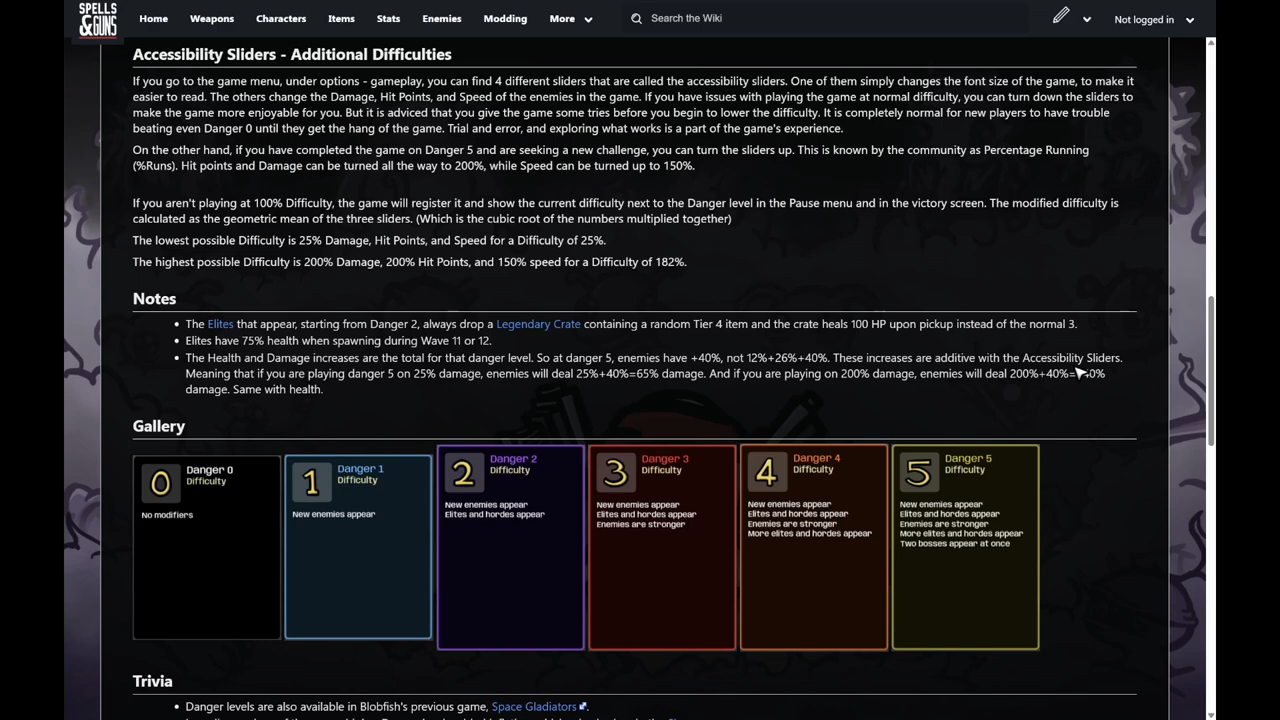 SPELLS
&GUNS
Home Weapons Characters Items Stats Enemies Modding More Search the Wiki Not logged in
Accessibility Sliders - Additional Difficulties
If you go to the game menu, under options - gameplay, you can find 4 different sliders that are called the accessibility sliders. One of them simply changes the font size of the game, to make it
easier to read. The others change the Damage, Hit Points, and Speed of the enemies in the game. If you have issues with playing the game at normal difficulty, you can turn down the sliders to
make the game more enjoyable for you. But it is adviced that you give the game some tries before you begin to lower the difficulty. It is completely normal for new players to have trouble
beating even Danger 0 until they get the hang of the game. Trial and error, and exploring what works is a part of the game's experience.
On the other hand, if you have completed the game on Danger 5 and are seeking a new challenge, you can turn the sliders up. This is known by the community as Percentage Running
(%Runs). Hit points and Damage can be turned all the way to 200%, while Speed can be turned up to 150%.
If you aren't playing at 100% Difficulty, the game will register it and show the current difficulty next to the Danger level in the Pause menu and in the victory screen. The modified difficulty is
calculated as the geometric mean of the three sliders. (Which is the cubic root of the numbers multiplied together)
The lowest possible Difficulty is 25% Damage, Hit Points, and Speed for a Difficulty of 25%.
The highest possible Difficulty is 200% Damage, 200% Hit Points, and 150% speed for a Difficulty of 182%.
Notes
• The Elites that appear, starting from Danger 2, always drop a Legendary Crate containing a random Tier 4 item and the crate heals 100 HP upon pickup instead of the normal 3.
• Elites have 75% health when spawning during Wave 11 or 12.
• The Health and Damage increases are the total for that danger level. So at danger 5, enemies have +40%, not 12%+26%+40%. These increases are additive with the Accessibility Sliders.
Meaning that if you are playing danger 5 on 25% damage, enemies will deal 25%+40%=65% damage. And if you are playing on 200% damage, enemies will deal 200%+40%=
damage. Same with health.
Gallery
0 Danger 0
Difficulty
No modifiers
1 Danger 1
Difficulty
New enemies appear
2 Danger 2
Difficulty
New enemies appear
Elites and hordes appear
3 Danger 3
Difficulty
New enemies appear
Elites and hordes appear
Enemies are stronger
4 Danger 4
Difficulty
New enemies appear
Elites and hordes appear
Enemies are stronger
More elites and hordes appear
5 Danger 5
Difficulty
New enemies appear
Elites and hordes appear
Enemies are stronger
More elites and hordes appear
Two bosses appear at once
Trivia
• Danger levels are also available in Blobfish's previous game, Space Gladiators.